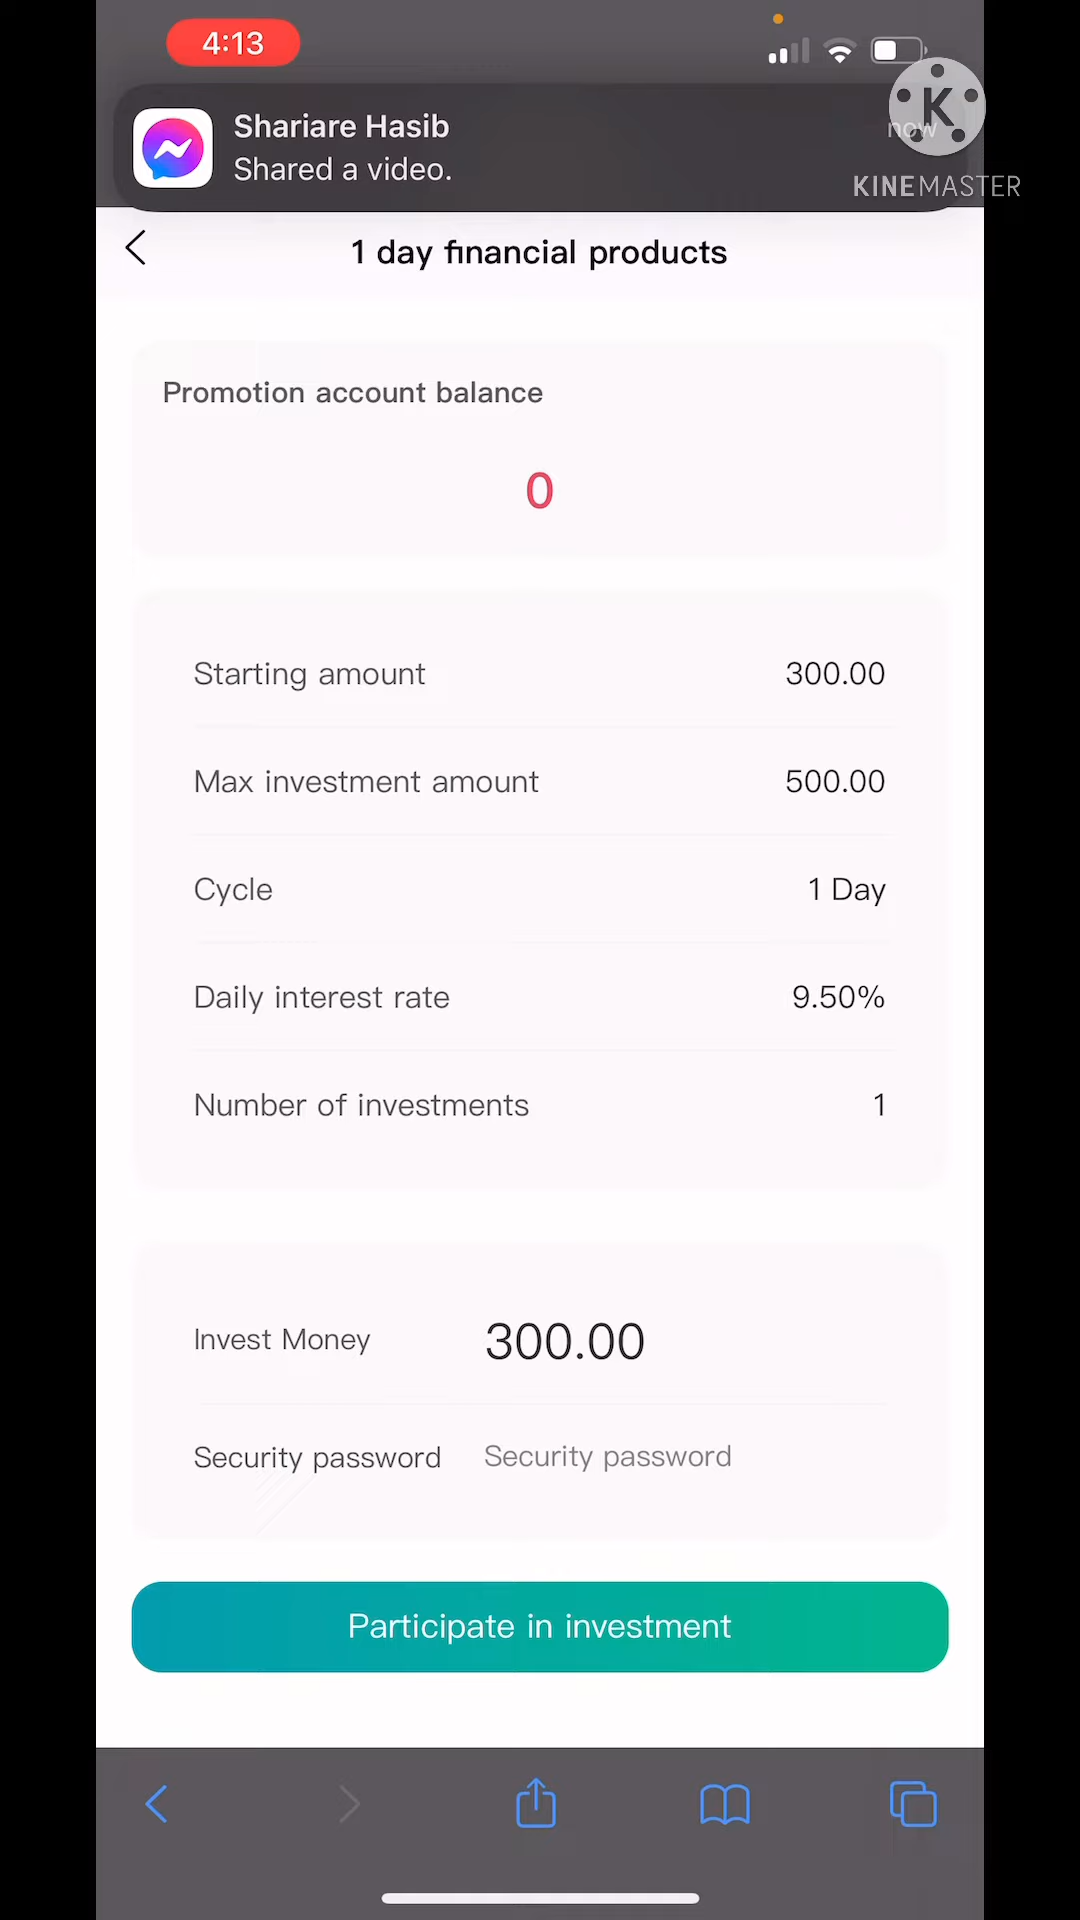 4:13
Shariare Hasib
now
Shared a video.
K
KINEMASTER
1 day financial products
Promotion account balance
0
Starting amount 300.00
Max investment amount 500.00
Cycle 1 Day
Daily interest rate 9.50%
Number of investments 1
Invest Money 300.00
Security password Security password
Participate in investment